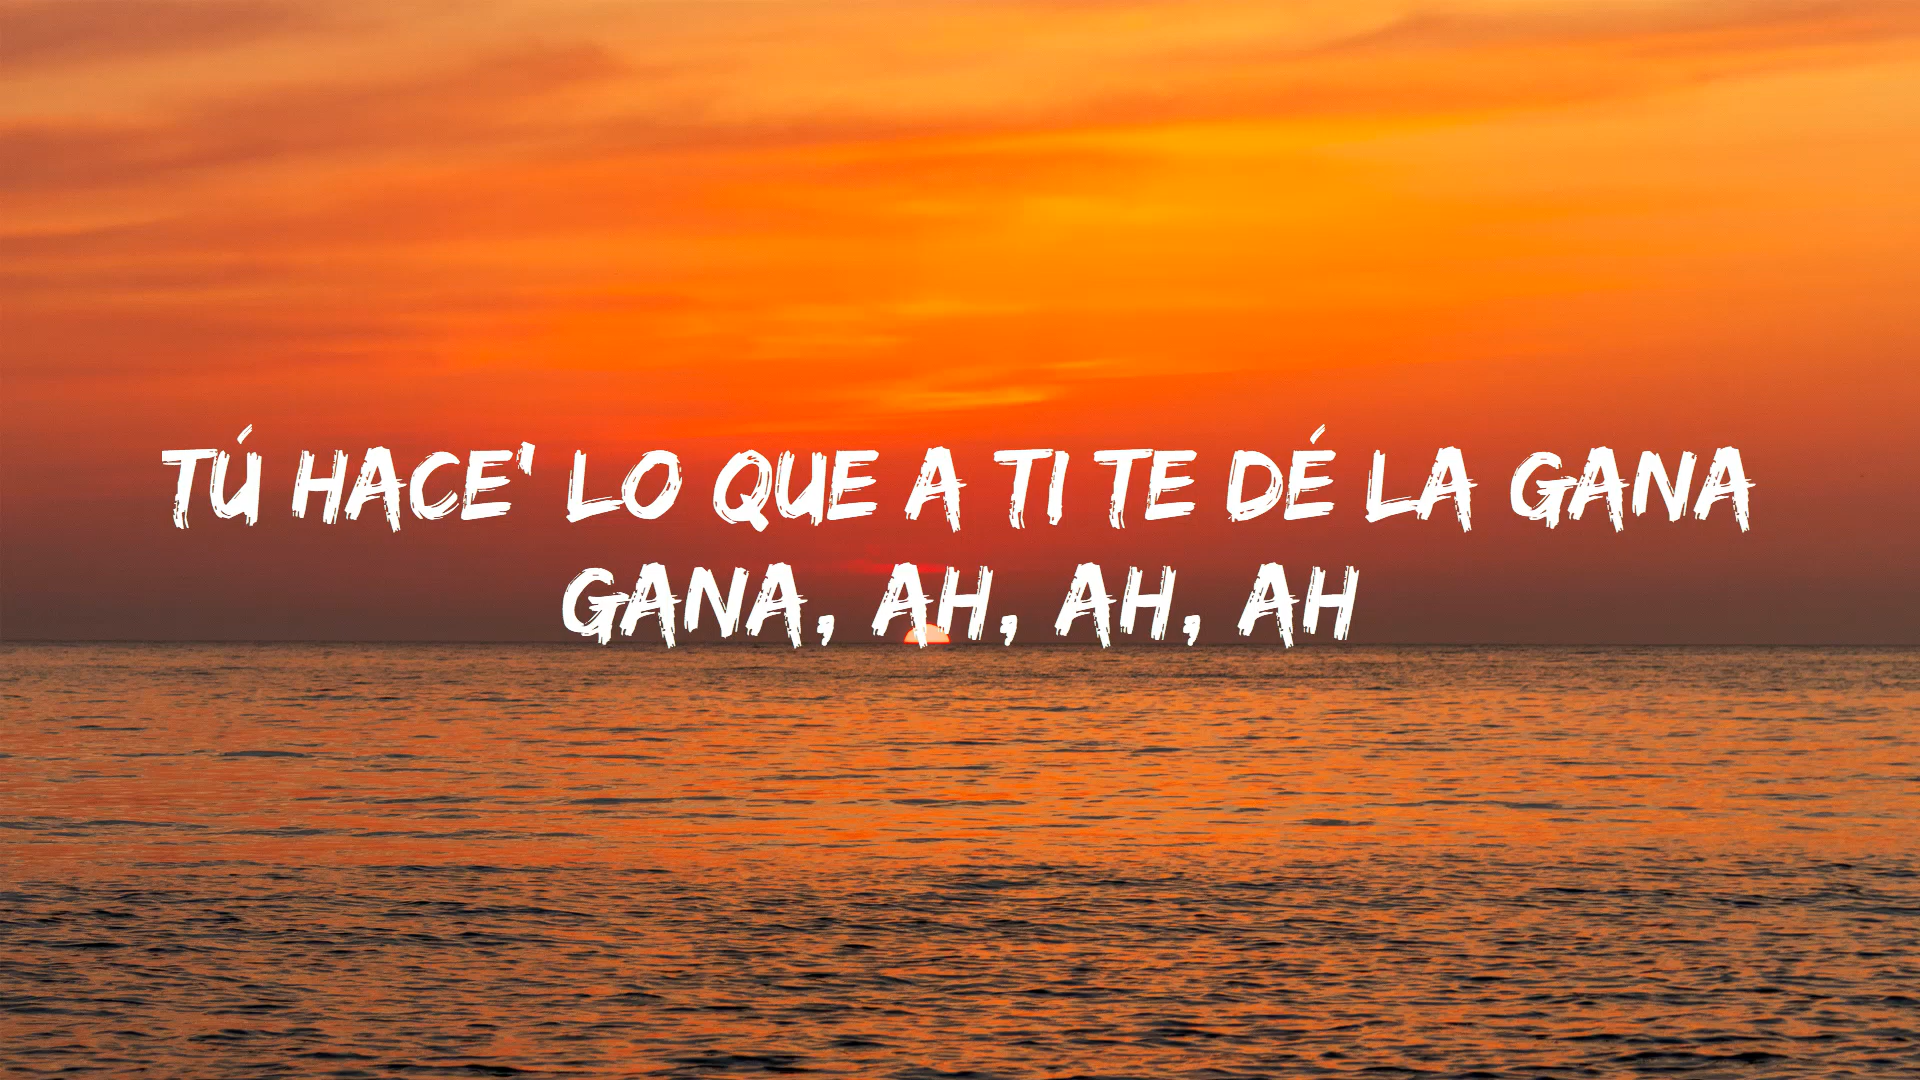 TÚ HACE' LO QUE A TI TE DÉ LA GANA
GANA, AH, AH, AH